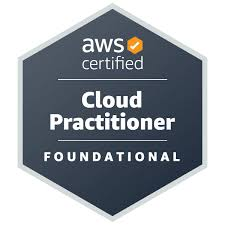 aws
certified
Cloud
Practitioner
FOUNDATIONAL